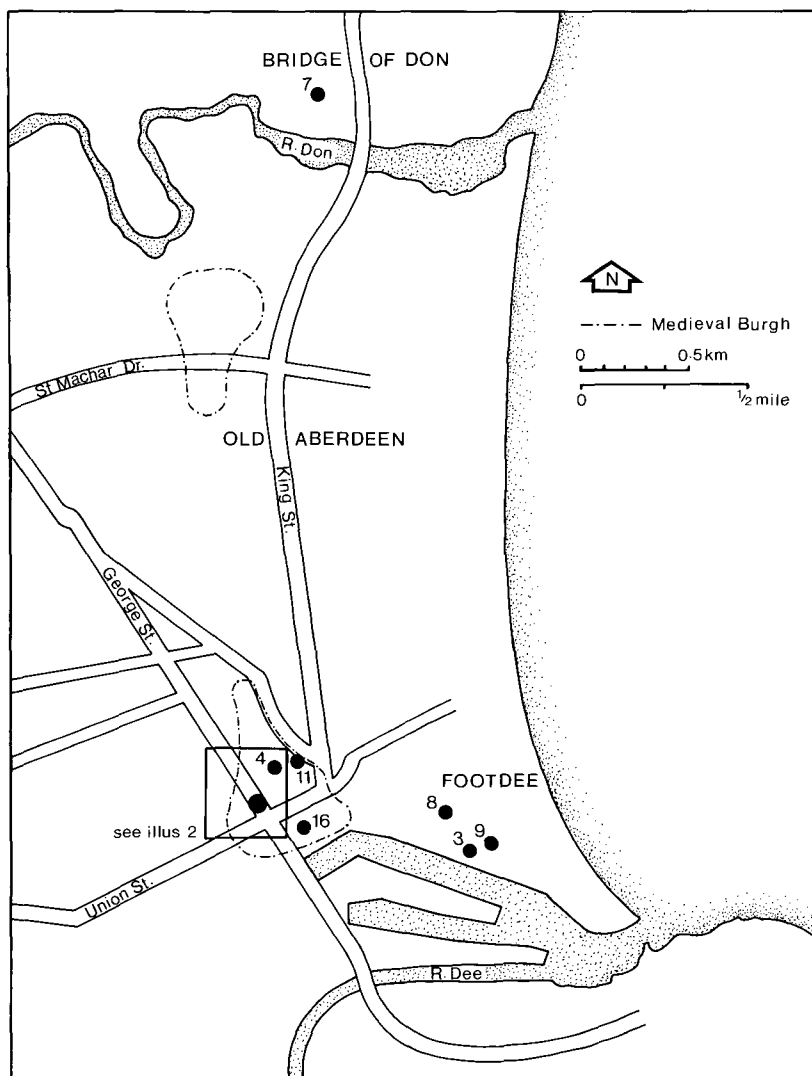 BRIDGE OF DON
7
R. Don
N
Medieval Burgh
0 0·5km
0 ½ mile
St Machar Dr.
OLD ABERDEEN
King St.
George St.
4
11
FOOTDEE
8
16
see illus 2
3
9
Union St.
R. Dee